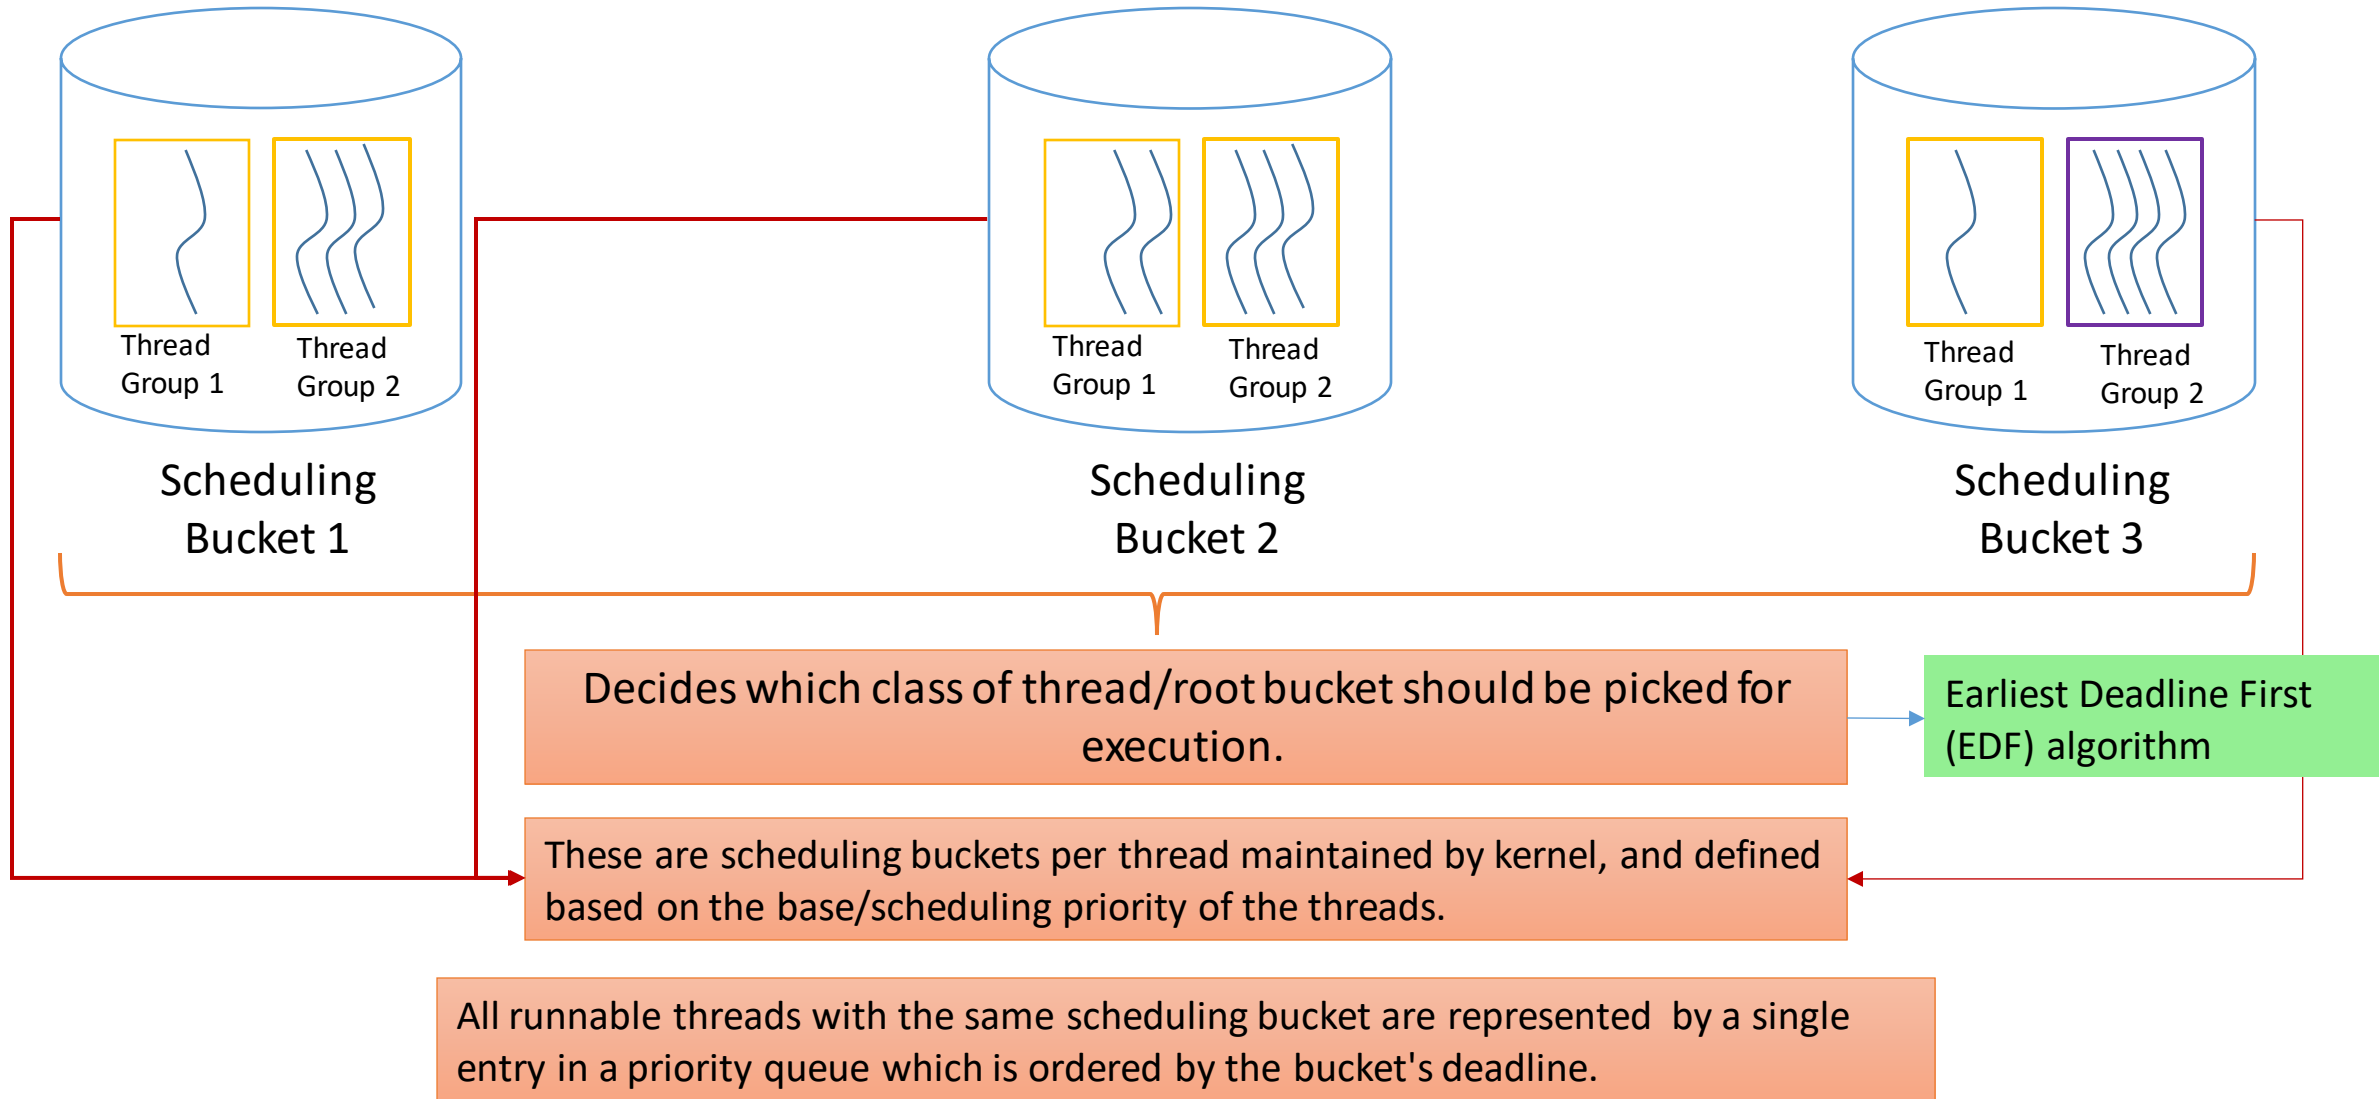 Thread
Group 1
Thread
Group 2
Thread
Group 1
Thread
Group 2
Thread
Group 1
Thread
Group 2
Scheduling
Bucket 1
Scheduling
Bucket 2
Scheduling
Bucket 3
Decides which class of thread/root bucket should be picked for
execution.
Earliest Deadline First
(EDF) algorithm
These are scheduling buckets per thread maintained by kernel, and defined
based on the base/scheduling priority of the threads.
All runnable threads with the same scheduling bucket are represented by a single
entry in a priority queue which is ordered by the bucket's deadline.